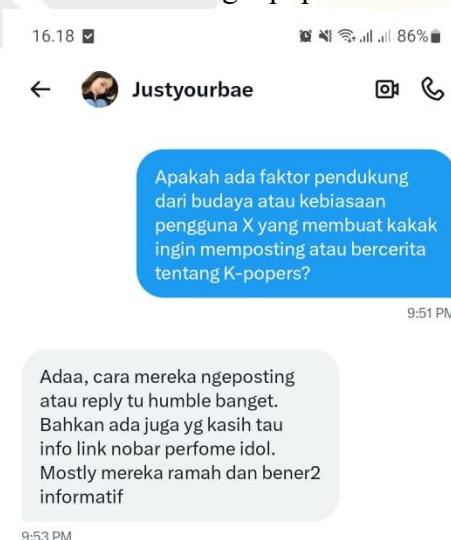 16.18
86%
Justyourbae
Apakah ada faktor pendukung
dari budaya atau kebiasaan
pengguna X yang membuat kakak
ingin memposting atau bercerita
tentang K-popers?
9:51 PM
Adaa, cara mereka ngeposting
atau reply tu humble banget.
Bahkan ada juga yg kasih tau
info link nobar perfome idol.
Mostly mereka ramah dan bener2
informatif
9:53 PM